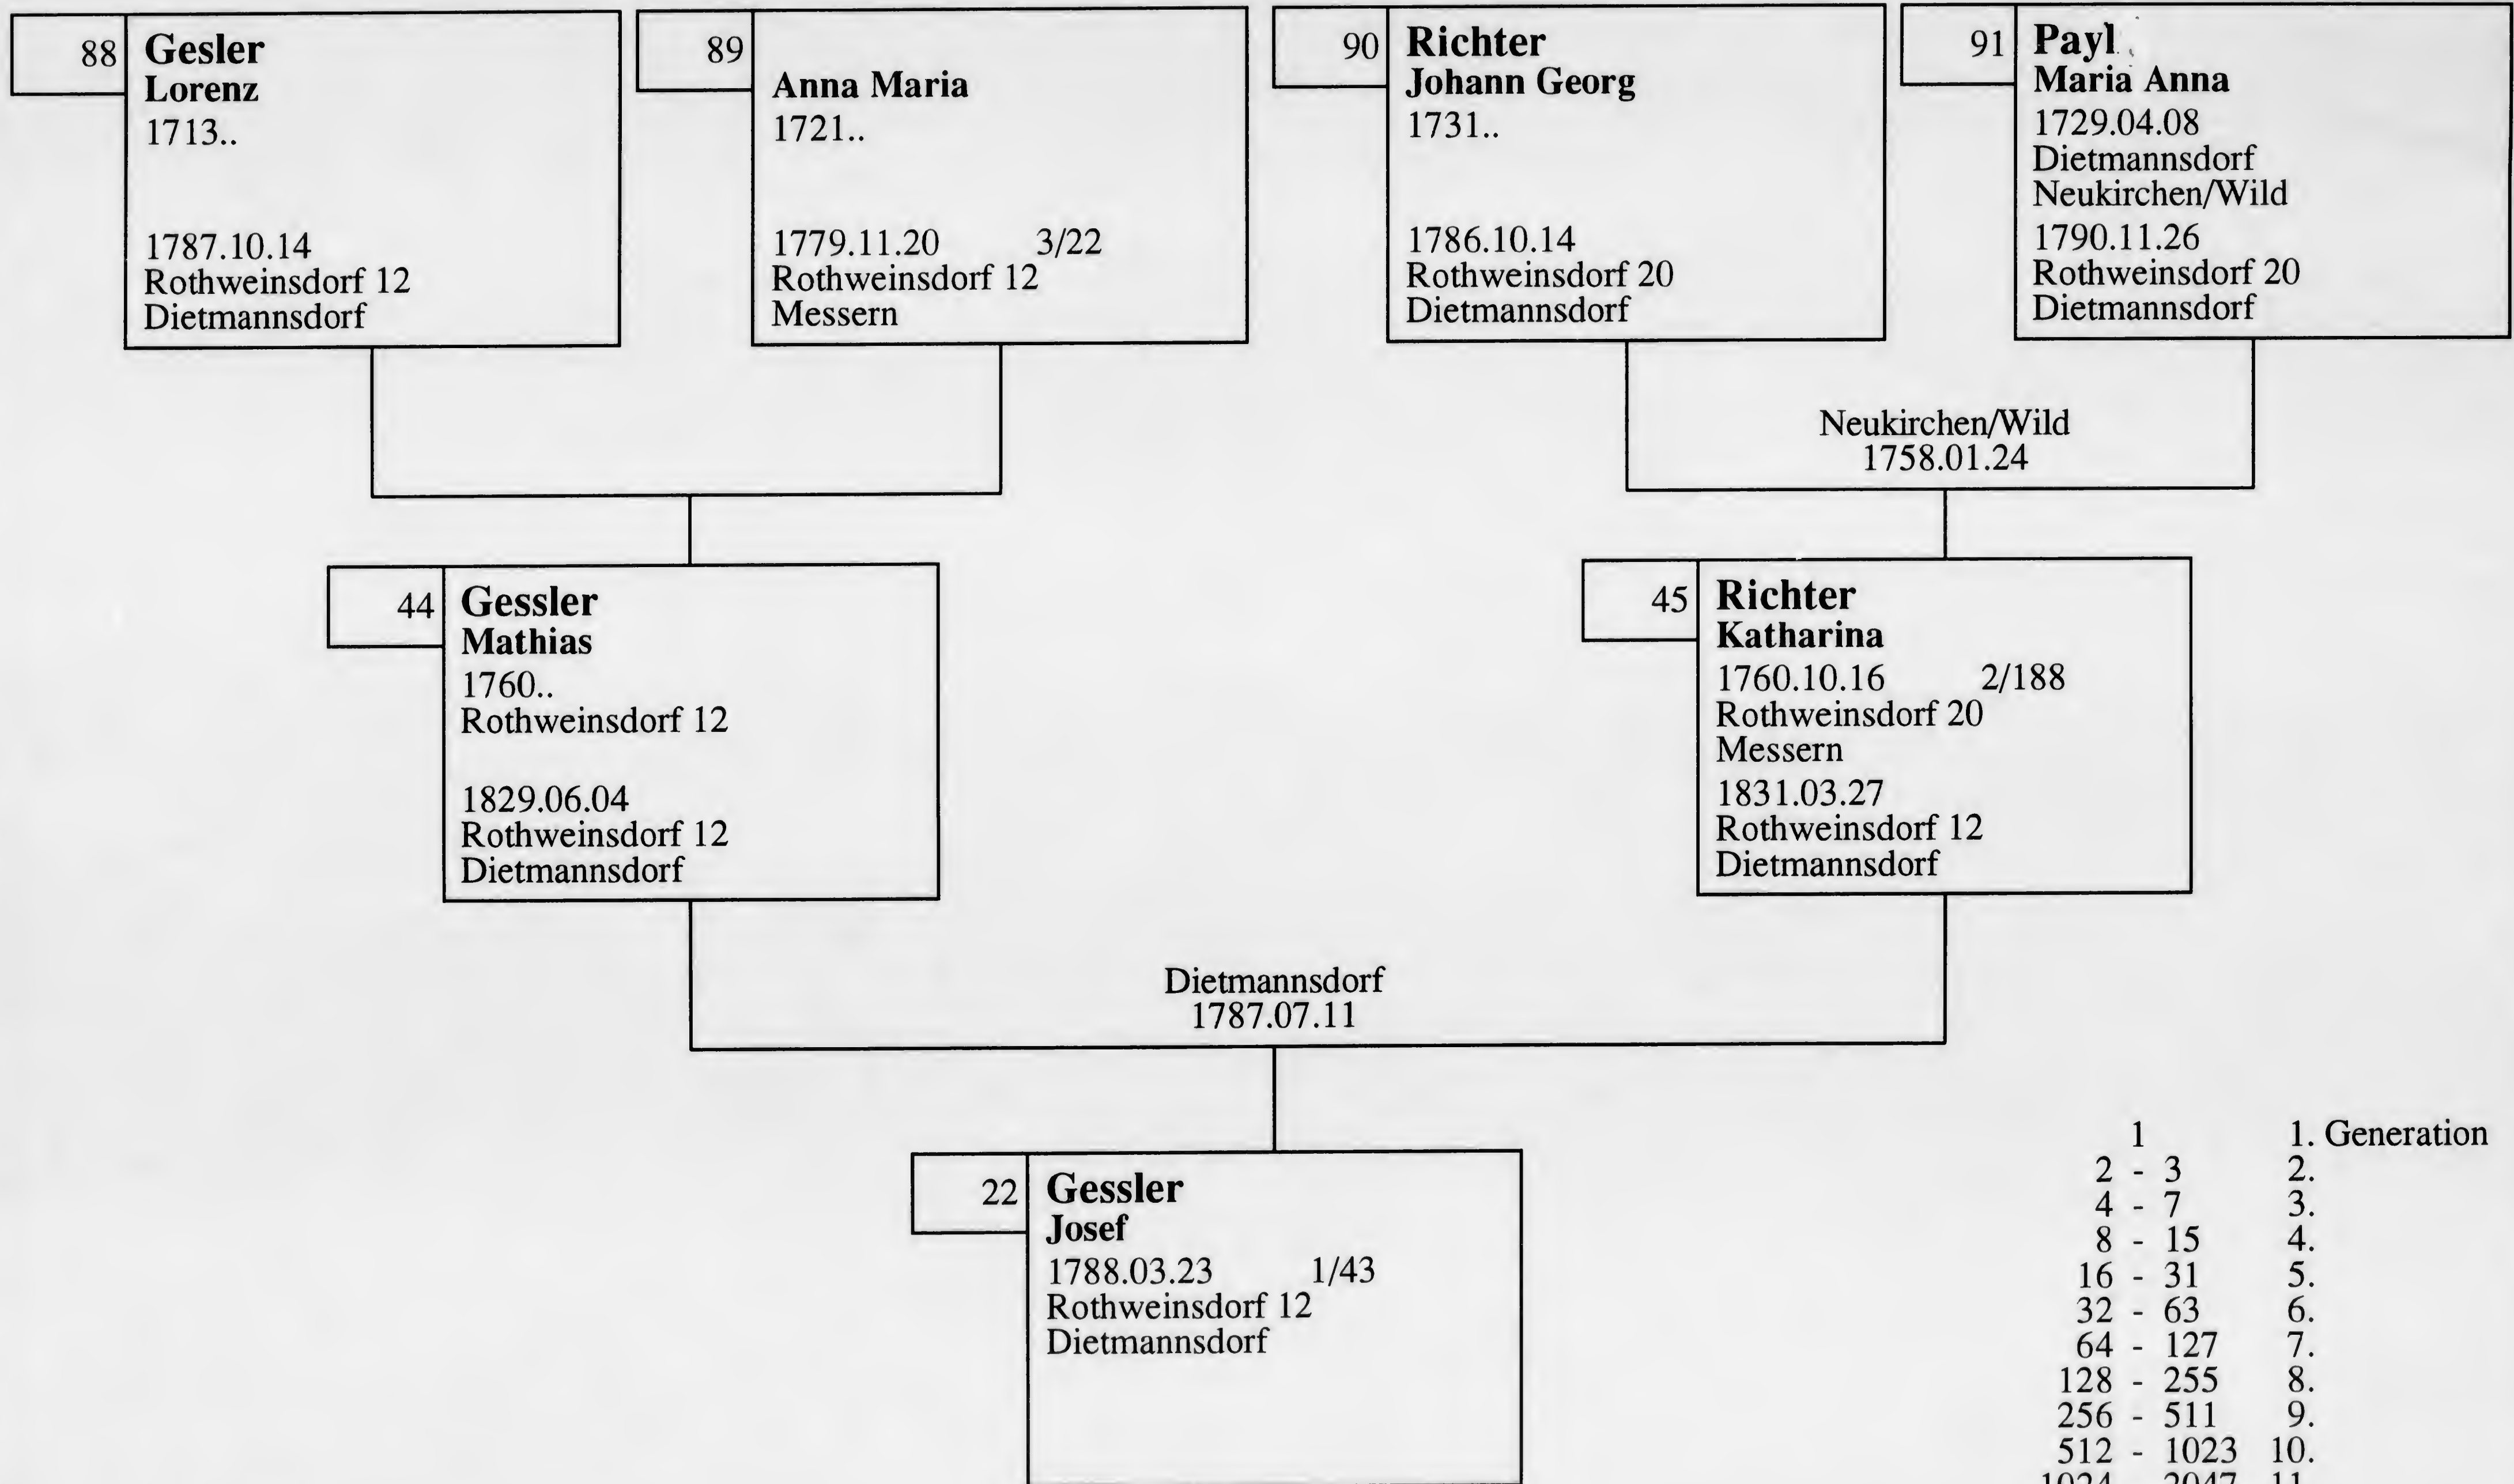 88
Gesler
Lorenz
1713..
1787.10.14
Rothweinsdorf 12
Dietmannsdorf
89
Anna Maria
1721..
1779.11.20 3/22
Rothweinsdorf 12
Messern
90
Richter
Johann Georg
1731..
1786.10.14
Rothweinsdorf 20
Dietmannsdorf
91
Payl
Maria Anna
1729.04.08
Dietmannsdorf
Neukirchen/Wild
1790.11.26
Rothweinsdorf 20
Dietmannsdorf
Neukirchen/Wild
1758.01.24
44
Gessler
Mathias
1760..
Rothweinsdorf 12
1829.06.04
Rothweinsdorf 12
Dietmannsdorf
45
Richter
Katharina
1760.10.16 2/188
Rothweinsdorf 20
Messern
1831.03.27
Rothweinsdorf 12
Dietmannsdorf
Dietmannsdorf
1787.07.11
22
Gessler
Josef
1788.03.23 1/43
Rothweinsdorf 12
Dietmannsdorf
1 1. Generation
2 - 3 2.
4 - 7 3.
8 - 15 4.
16 - 31 5.
32 - 63 6.
64 - 127 7.
128 - 255 8.
256 - 511 9.
512 - 1023 10.
1024 - 2047 11.